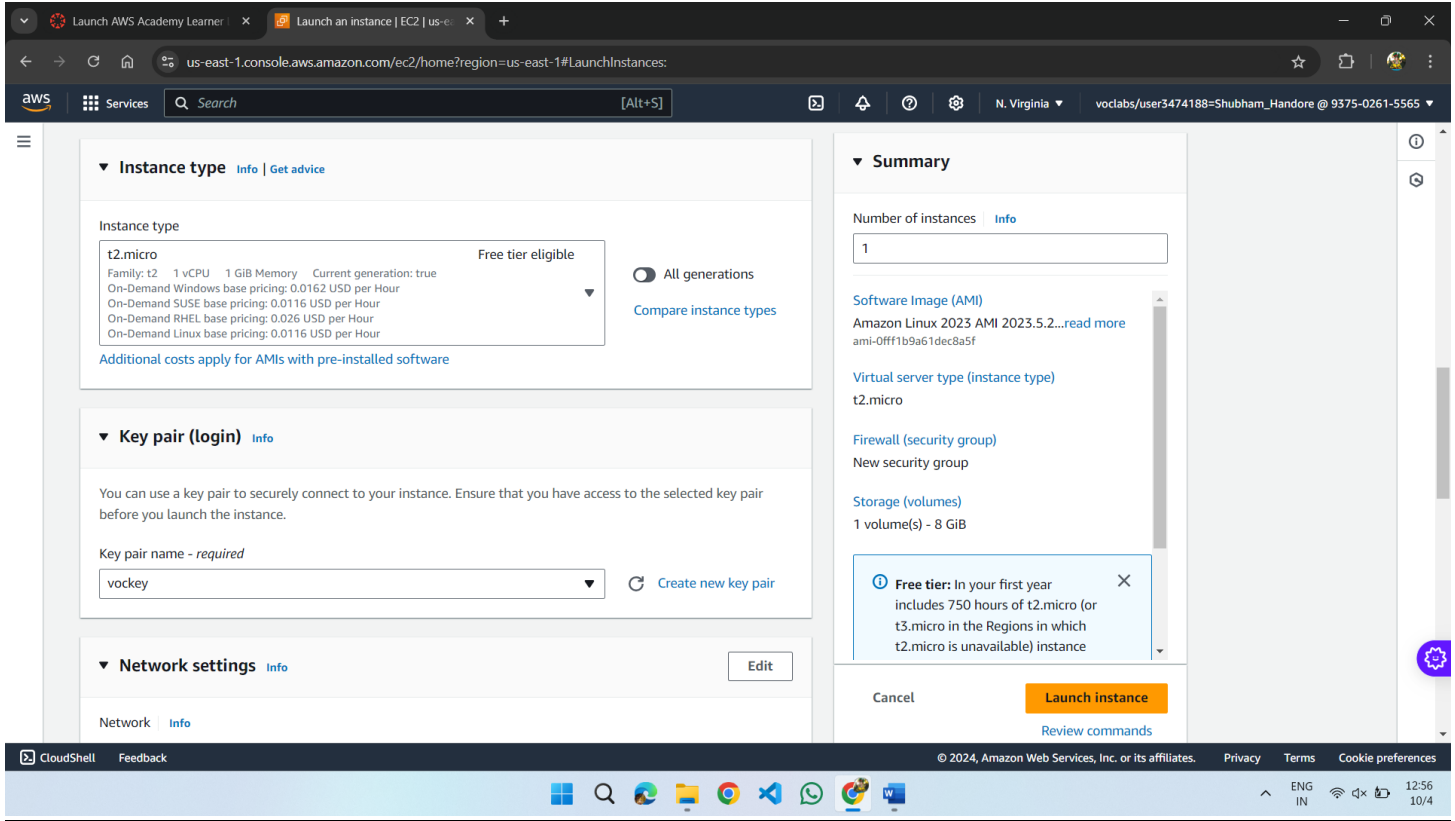 Launch AWS Academy Learner
Launch an instance | EC2 | us-ea
us-east-1.console.aws.amazon.com/ec2/home?region=us-east-1#LaunchInstances:
aws
Services
Search
[Alt+S]
N. Virginia
voclabs/user3474188=Shubham_Handore @ 9375-0261-5565
Instance type Info | Get advice
Instance type
t2.micro Free tier eligible
Family: t2 1 vCPU 1 GiB Memory Current generation: true
On-Demand Windows base pricing: 0.0162 USD per Hour
On-Demand SUSE base pricing: 0.0116 USD per Hour
On-Demand RHEL base pricing: 0.026 USD per Hour
On-Demand Linux base pricing: 0.0116 USD per Hour
All generations
Compare instance types
Additional costs apply for AMIs with pre-installed software
Key pair (login) Info
You can use a key pair to securely connect to your instance. Ensure that you have access to the selected key pair
before you launch the instance.
Key pair name - required
vockey
Create new key pair
Network settings Info
Edit
Network Info
Summary
Number of instances Info
1
Software Image (AMI)
Amazon Linux 2023 AMI 2023.5.2...read more
ami-0fff1b9a61dec8a5f
Virtual server type (instance type)
t2.micro
Firewall (security group)
New security group
Storage (volumes)
1 volume(s) - 8 GiB
Free tier: In your first year
includes 750 hours of t2.micro (or
t3.micro in the Regions in which
t2.micro is unavailable) instance
Cancel
Launch instance
Review commands
CloudShell
Feedback
© 2024, Amazon Web Services, Inc. or its affiliates.
Privacy
Terms
Cookie preferences
ENG
IN
12:56
10/4